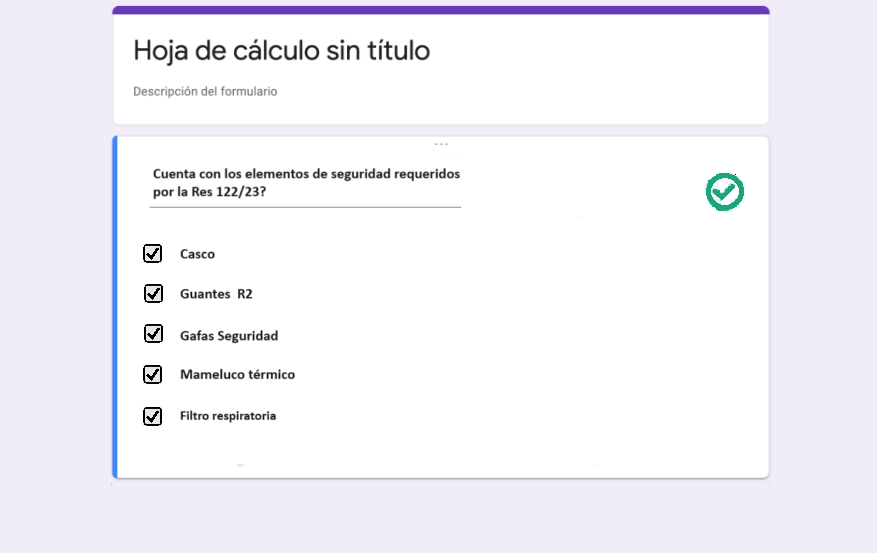 Hoja de cálculo sin título
Descripción del formulario
Cuenta con los elementos de seguridad requeridos
por la Res 122/23?
Casco
Guantes R2
Gafas Seguridad
Mameluco térmico
Filtro respiratoria